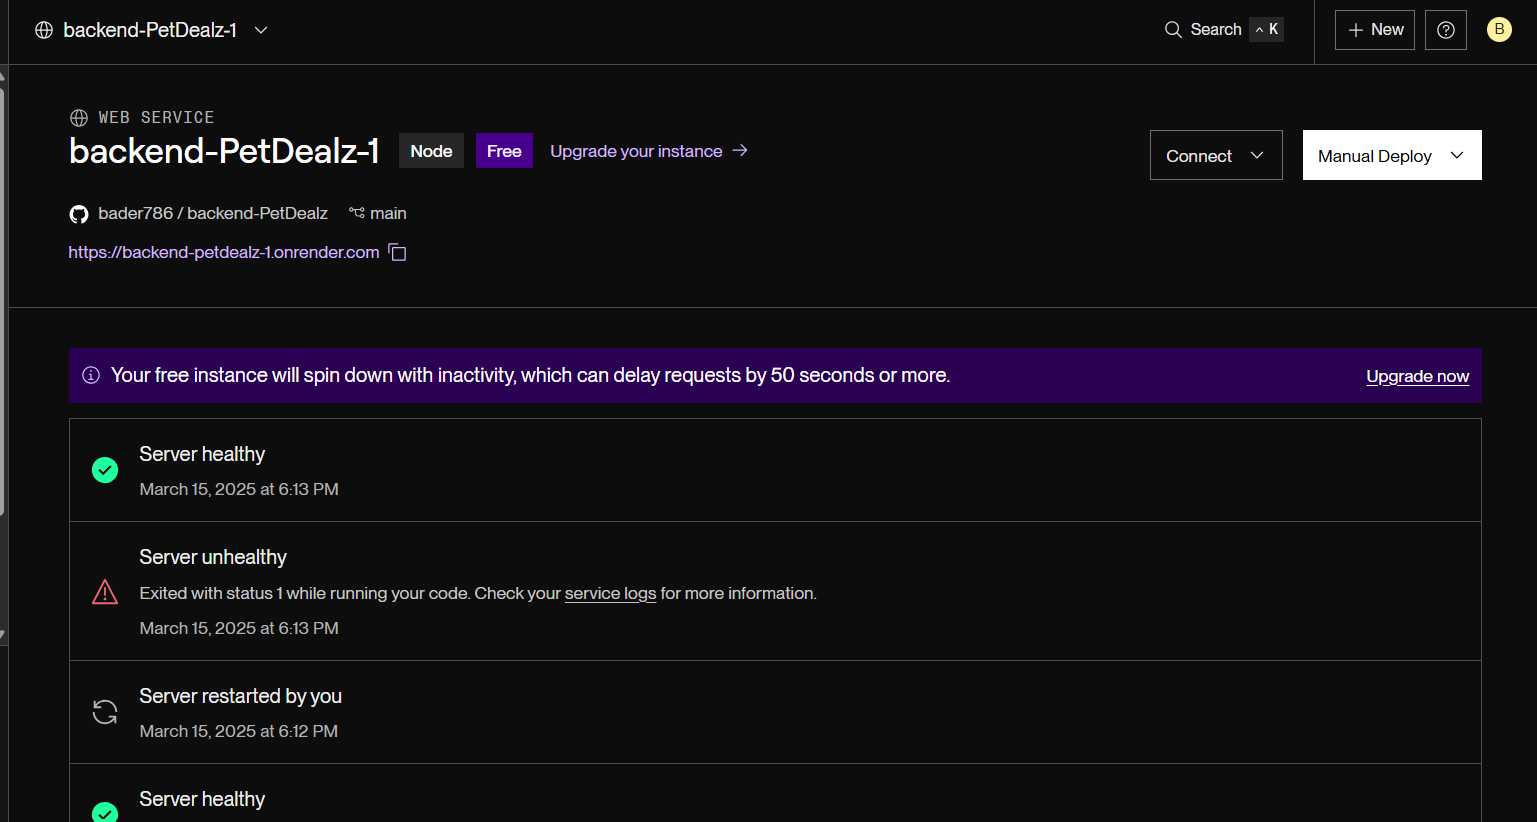 backend-PetDealz-1
Search ^ K
+ New
B
WEB SERVICE
backend-PetDealz-1 Node Free Upgrade your instance →
Connect
Manual Deploy
bader786 / backend-PetDealz main
https://backend-petdealz-1.onrender.com
Your free instance will spin down with inactivity, which can delay requests by 50 seconds or more.
Upgrade now
Server healthy
March 15, 2025 at 6:13 PM
Server unhealthy
Exited with status 1 while running your code. Check your service logs for more information.
March 15, 2025 at 6:13 PM
Server restarted by you
March 15, 2025 at 6:12 PM
Server healthy